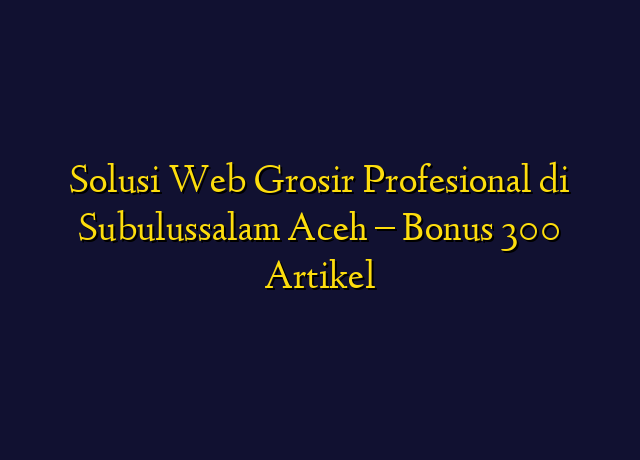 Solusi Web Grosir Profesional di
Subulussalam Aceh – Bonus 300
Artikel